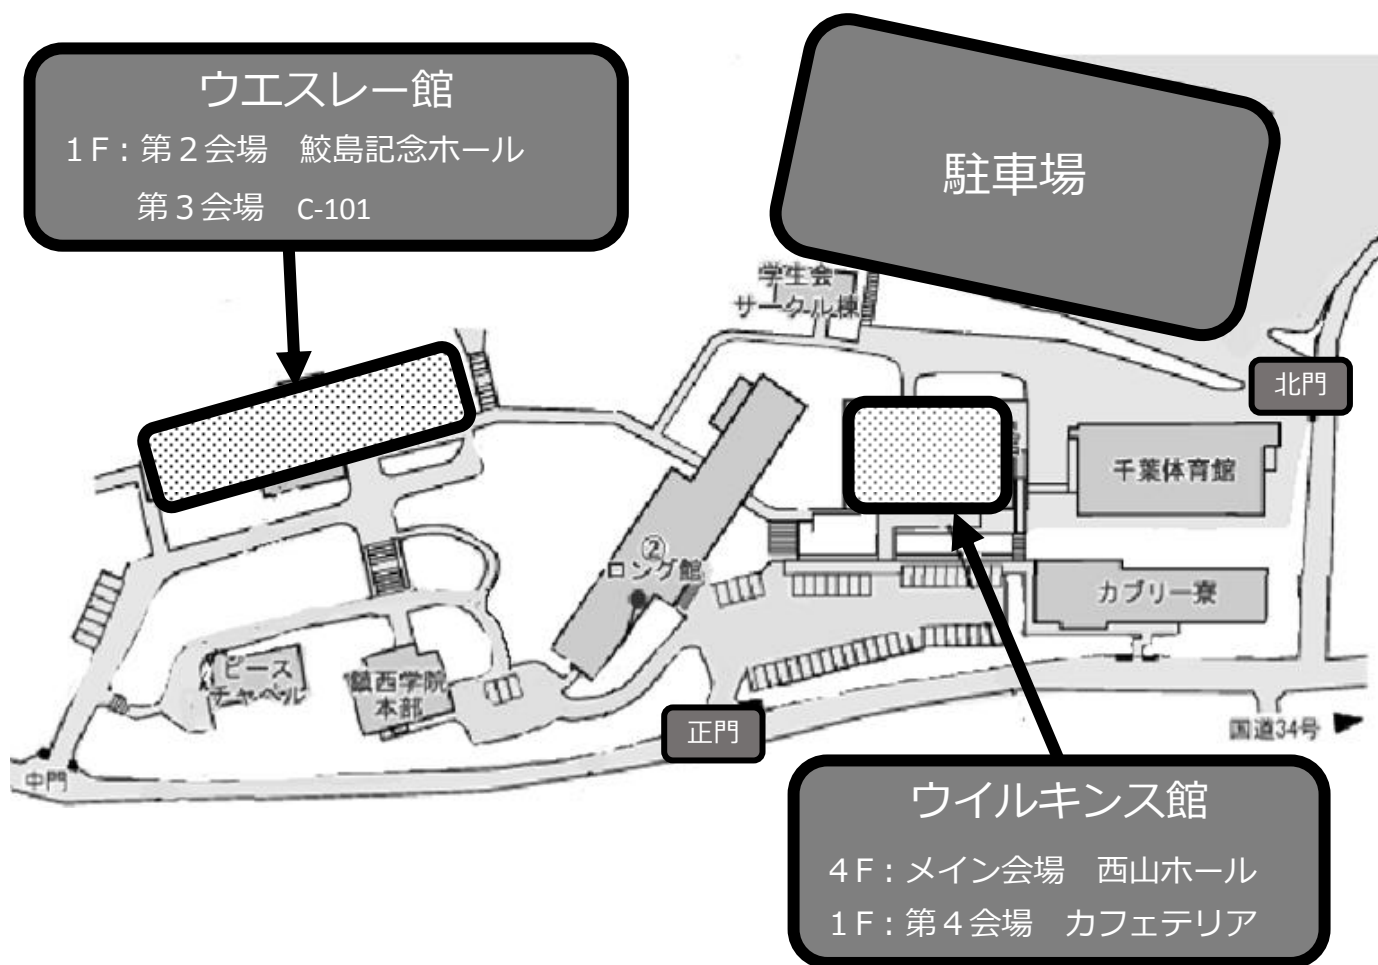 ウエスレー館
1F：第２会場　鮫島記念ホール
第３会場　C-101
駐車場
学生会
サークル棟
北門
千葉体育館
②
ロング館
カブリー寮
ピース
チャペル
鎮西学院
本部
正門
国道34号
中門
ウイルキンス館
4F：メイン会場　西山ホール
1F：第４会場　カフェテリア